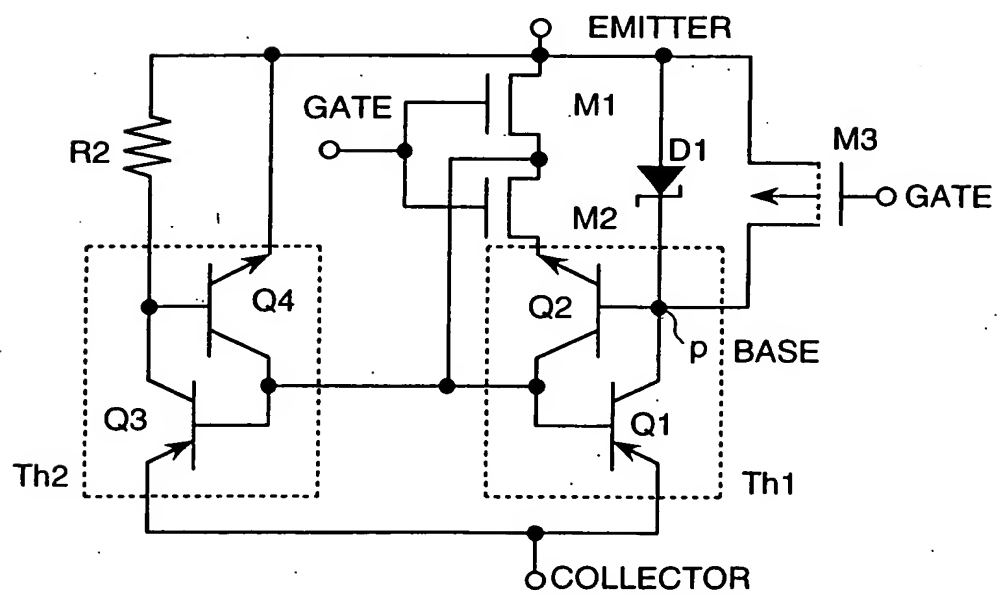 EMITTER
GATE
M1
R2
D1
M3
GATE
M2
Q4
Q2
p
BASE
Q3
Q1
Th2
Th1
COLLECTOR